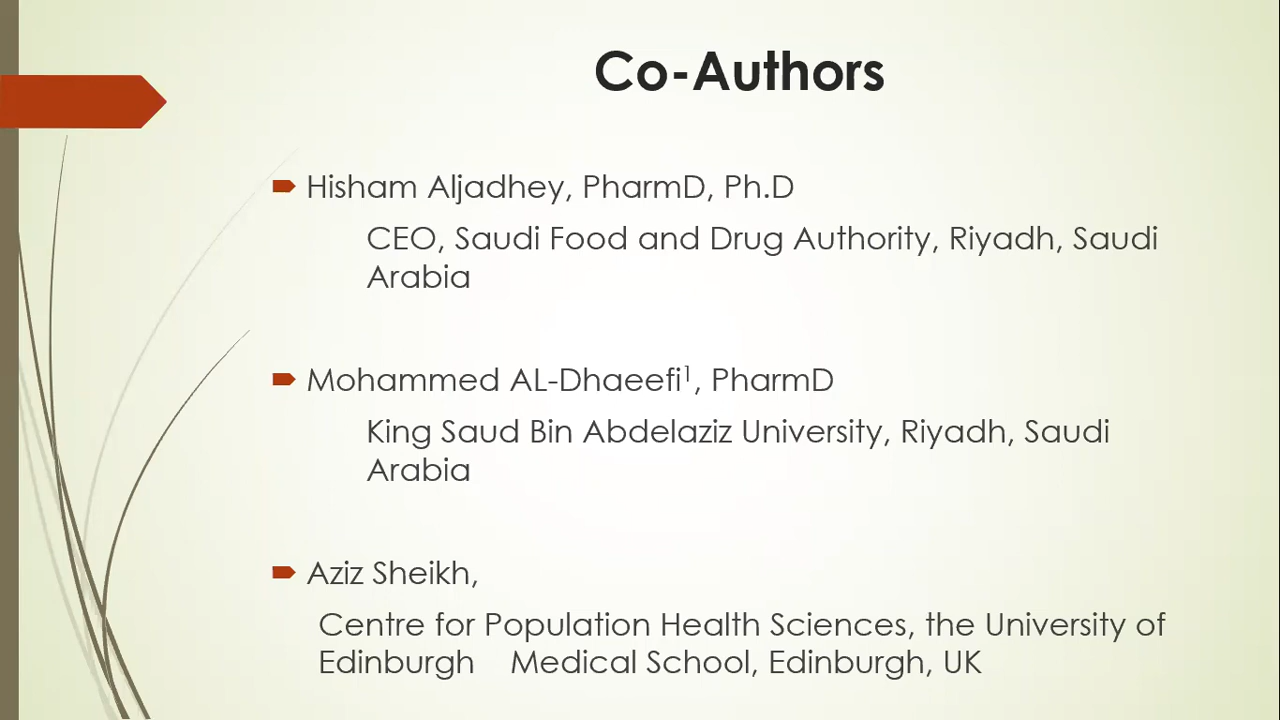 Co-Authors
Hisham Aljadhey, PharmD, Ph.D
CEO, Saudi Food and Drug Authority, Riyadh, Saudi
Arabia
Mohammed AL-Dhaeefi¹, PharmD
King Saud Bin Abdelaziz University, Riyadh, Saudi
Arabia
Aziz Sheikh,
Centre for Population Health Sciences, the University of
Edinburgh Medical School, Edinburgh, UK